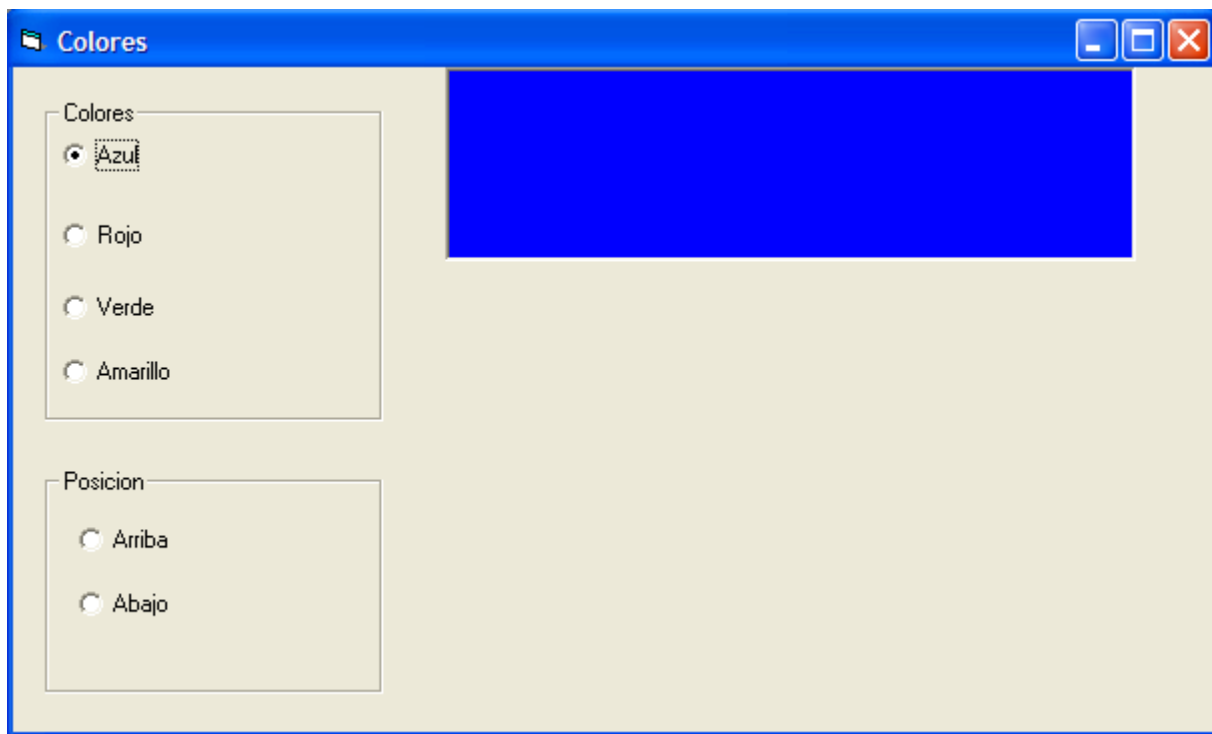 Colores
Colores
Azul
Rojo
Verde
Amarillo
Posicion
Arriba
Abajo